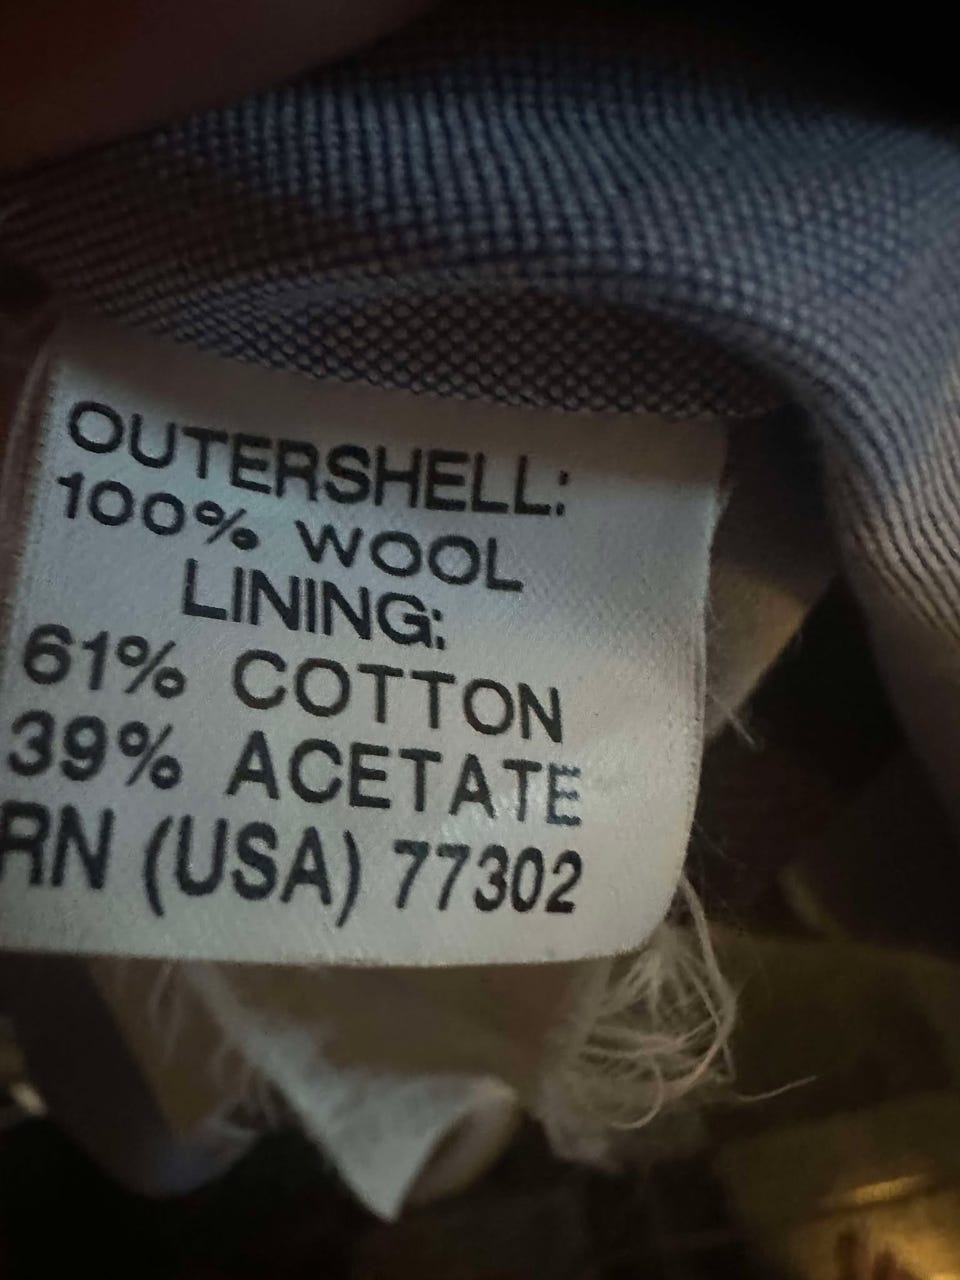 OUTERSHELL:
100% WOOL
LINING:
61% COTTON
39% ACETATE
RN (USA) 77302